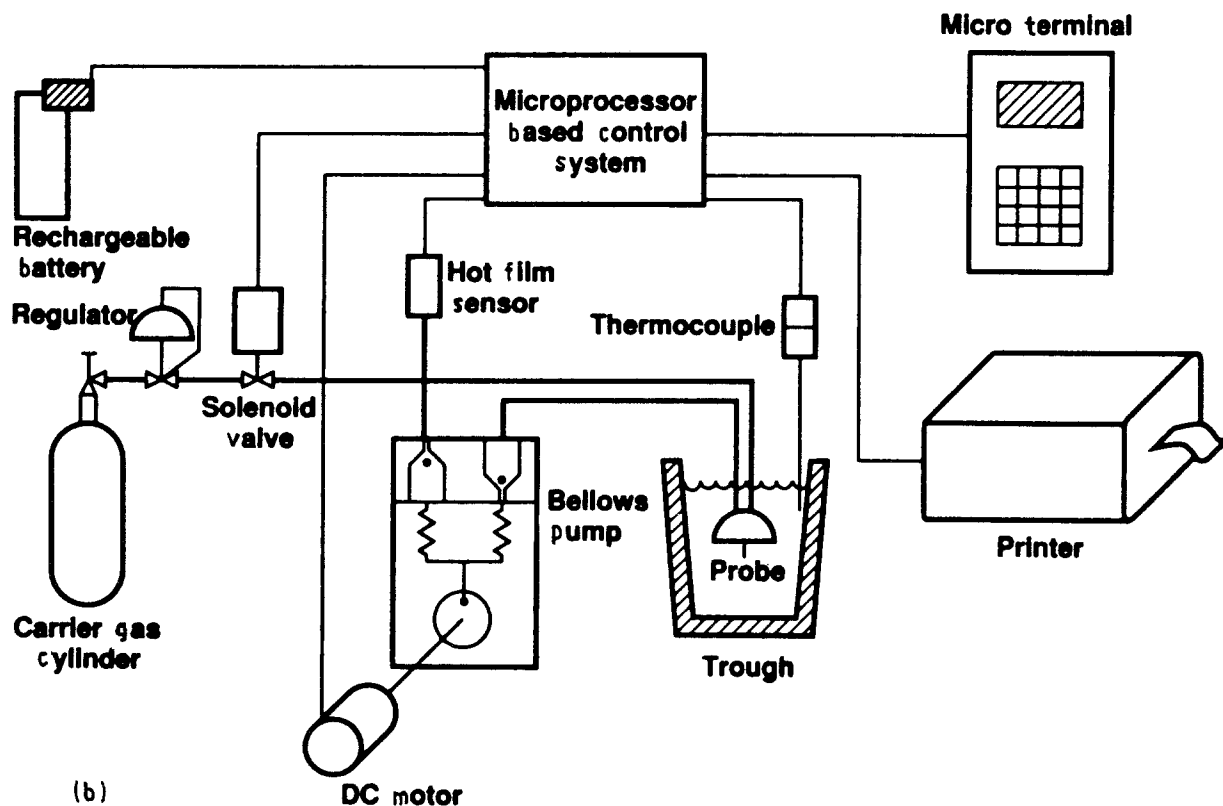 Micro terminal
Microprocessor
based control
system
Rechargeable
battery
Hot film
sensor
Regulator
Thermocouple
Solenoid
valve
Bellows
pump
Probe
Printer
Carrier gas
cylinder
Trough
(b)
DC motor